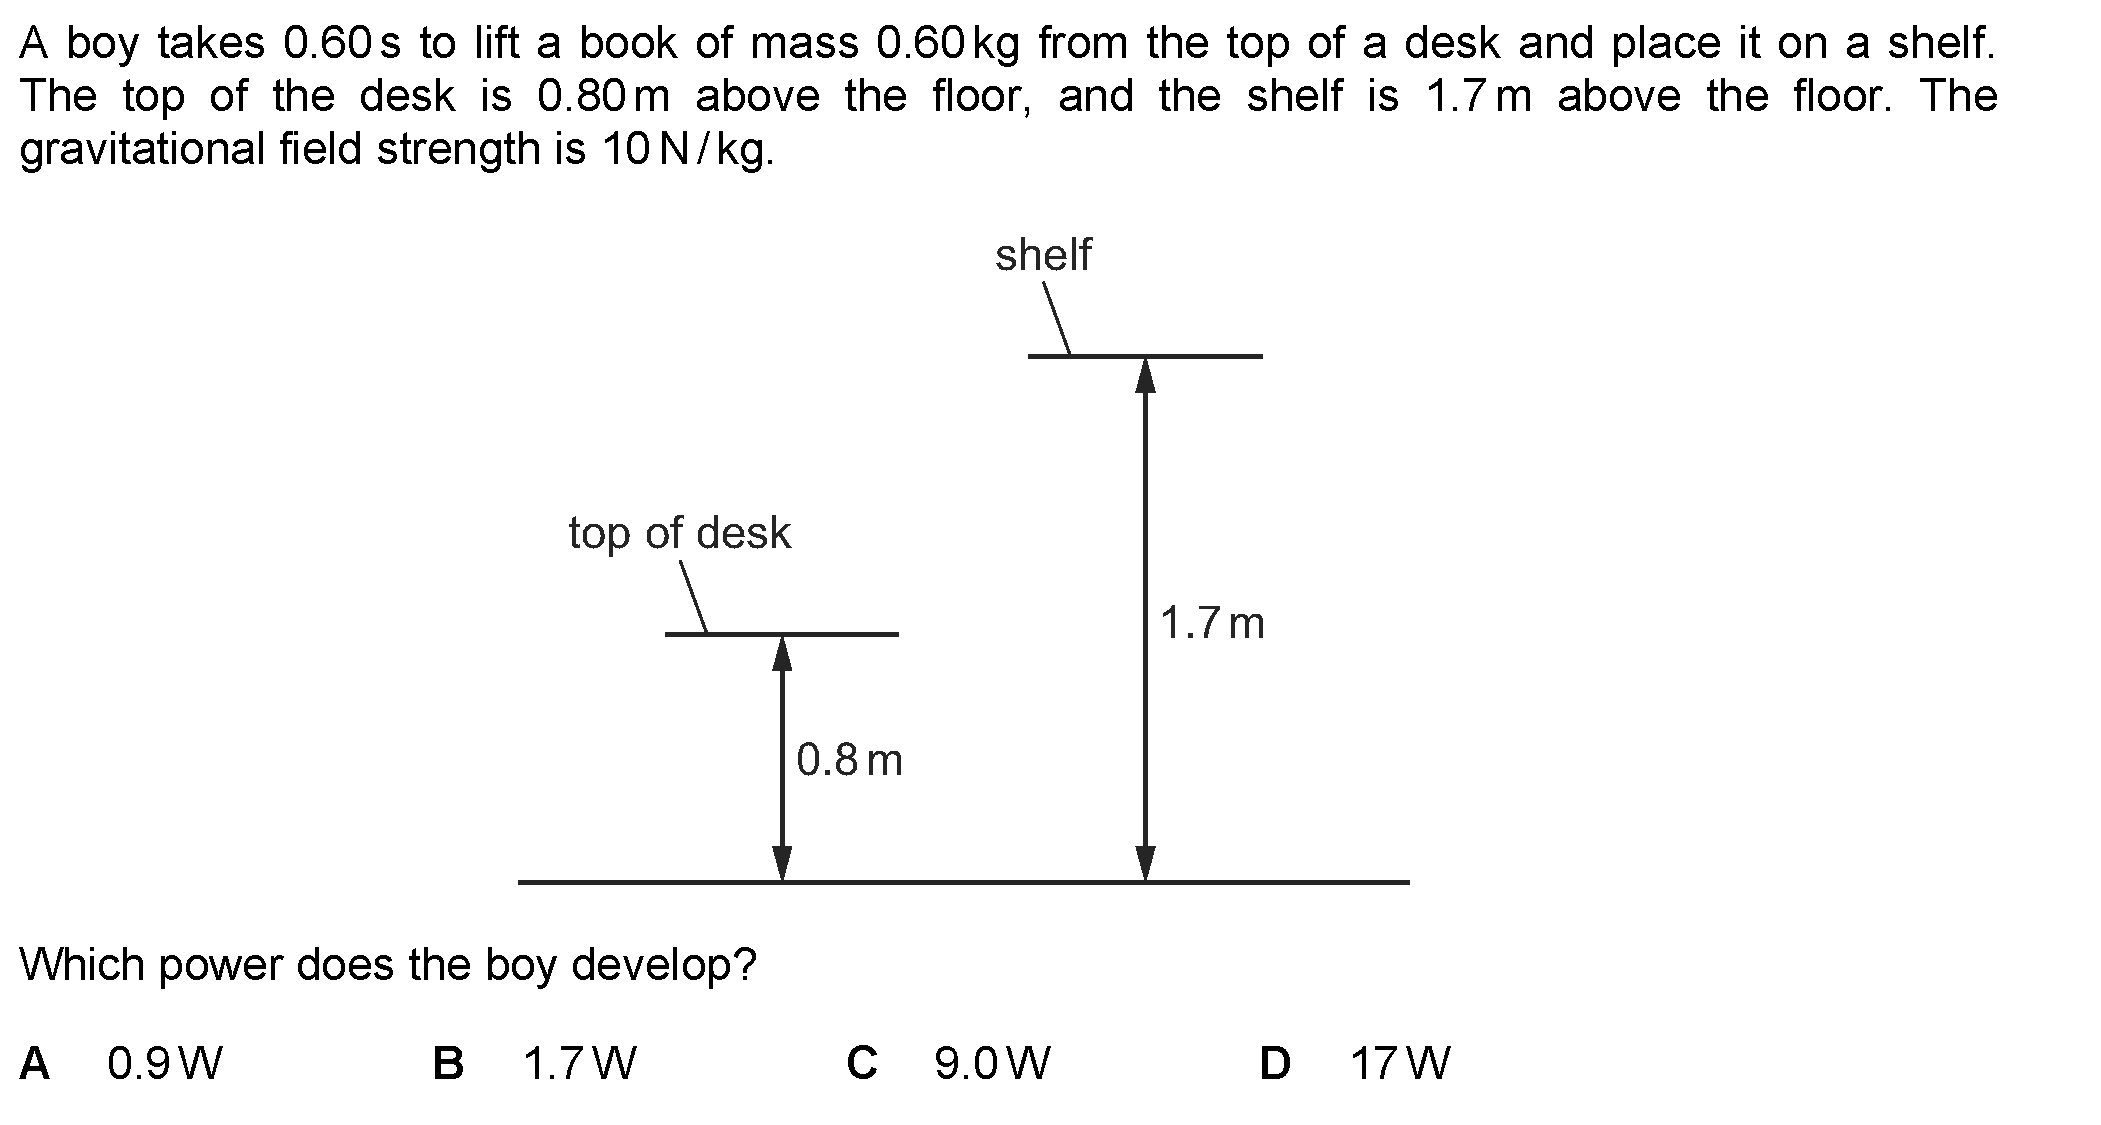 A boy takes 0.60 s to lift a book of mass 0.60 kg from the top of a desk and place it on a shelf.
The top of the desk is 0.80 m above the floor, and the shelf is 1.7 m above the floor. The
gravitational field strength is 10 N / kg.
shelf
top of desk
1.7 m
0.8 m
Which power does the boy develop?
A 0.9 W B 1.7 W C 9.0 W D 17 W